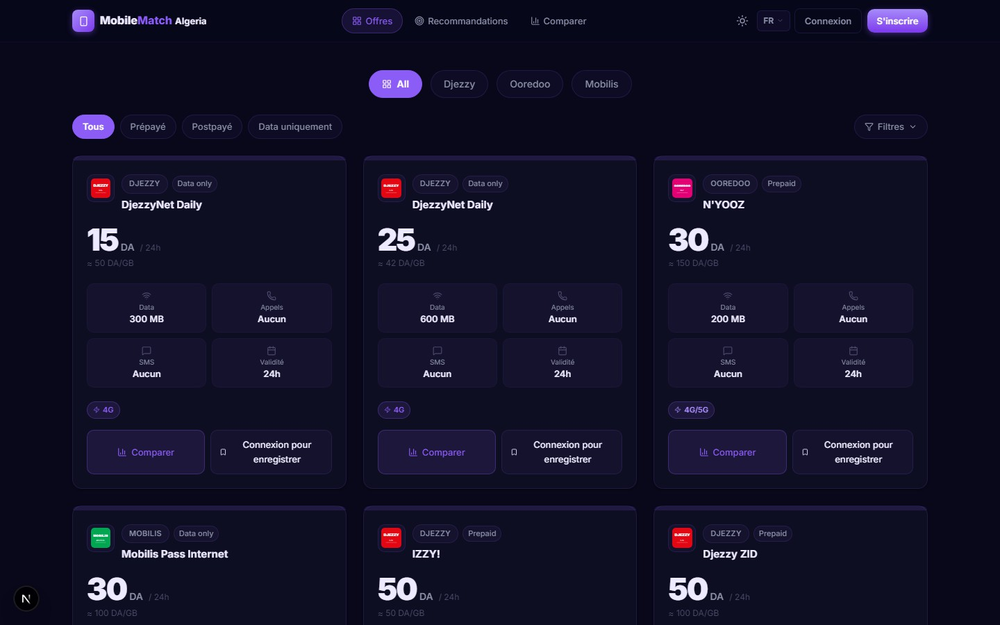 MobileMatch Algeria
Offres
Recommandations
Comparer
FR
Connexion
S'inscrire
All
Djezzy
Ooredoo
Mobilis
Tous
Prépayé
Postpayé
Data uniquement
Filtres
DJEZZY
DJEZZY
Data only
DjezzyNet Daily
15 DA / 24h
≈ 50 DA/GB
Data
300 MB
Appels
Aucun
SMS
Aucun
Validité
24h
4G
Comparer
Connexion pour
enregistrer
DJEZZY
DJEZZY
Data only
DjezzyNet Daily
25 DA / 24h
≈ 42 DA/GB
Data
600 MB
Appels
Aucun
SMS
Aucun
Validité
24h
4G
Comparer
Connexion pour
enregistrer
OOREDOO
OOREDOO
Prepaid
N'YOOZ
30 DA / 24h
≈ 150 DA/GB
Data
200 MB
Appels
Aucun
SMS
Aucun
Validité
24h
4G/5G
Comparer
Connexion pour
enregistrer
MOBILIS
MOBILIS
Data only
Mobilis Pass Internet
30 DA / 24h
≈ 100 DA/GB
DJEZZY
DJEZZY
Prepaid
IZZY!
50 DA / 24h
≈ 50 DA/GB
DJEZZY
DJEZZY
Prepaid
Djezzy ZID
50 DA / 24h
≈ 100 DA/GB
N